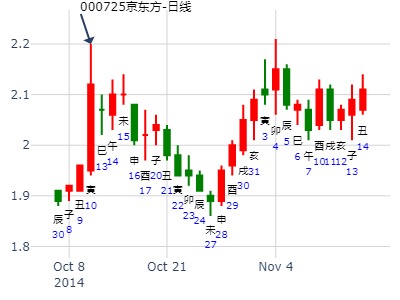 000725京东方-日线
2.2
2.1
2
1.9
1.8
辰
30
子
8
丑
9
寅
10
巳
13
午
14
未
15
申
16
酉
17
子
20
丑
21
寅
22
卯
23
辰
24
未
27
申
28
酉
29
戌
30
亥
31
寅
3
卯
4
辰
5
巳
6
午
7
酉
10
戌
11
亥
12
子
13
丑
14
Oct 8
2014
Oct 21
Nov 4